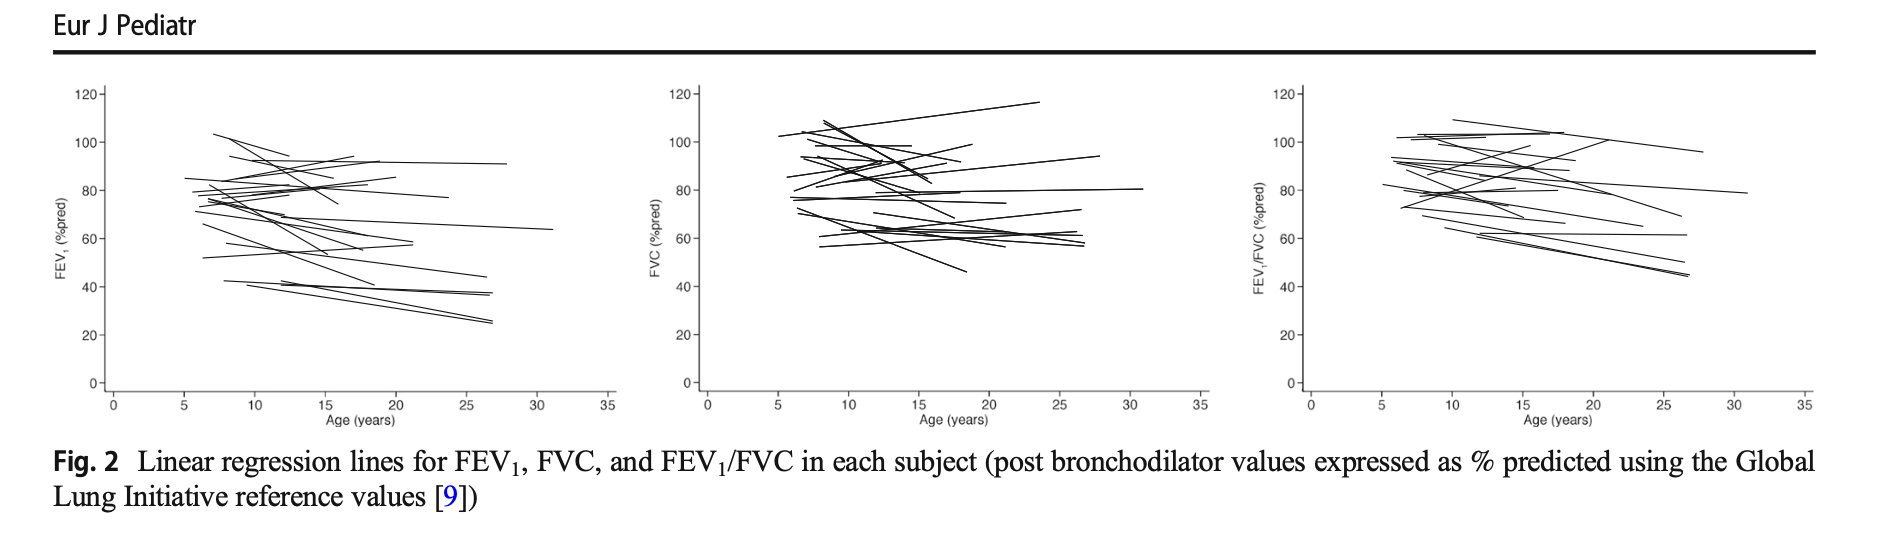 Eur J Pediatr
120
100
80
60
40
20
0
FEV₁ (%pred)
0 5 10 15 20 25 30 35
Age (years)
120
100
80
60
40
20
0
FVC (%pred)
0 5 10 15 20 25 30 35
Age (years)
120
100
80
60
40
20
0
FEV₁/FVC (%pred)
0 5 10 15 20 25 30 35
Age (years)
Fig. 2 Linear regression lines for FEV₁, FVC, and FEV₁/FVC in each subject (post bronchodilator values expressed as % predicted using the Global
Lung Initiative reference values [9])